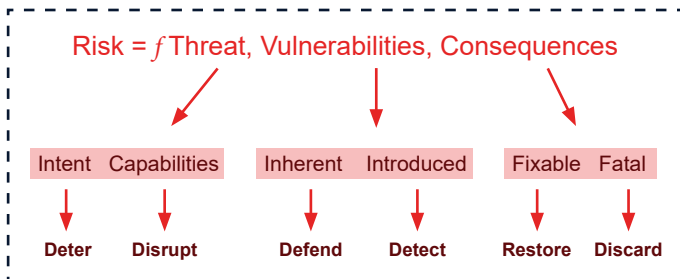 Risk = f Threat, Vulnerabilities, Consequences
Intent Capabilities Inherent Introduced Fixable Fatal
Deter Disrupt Defend Detect Restore Discard